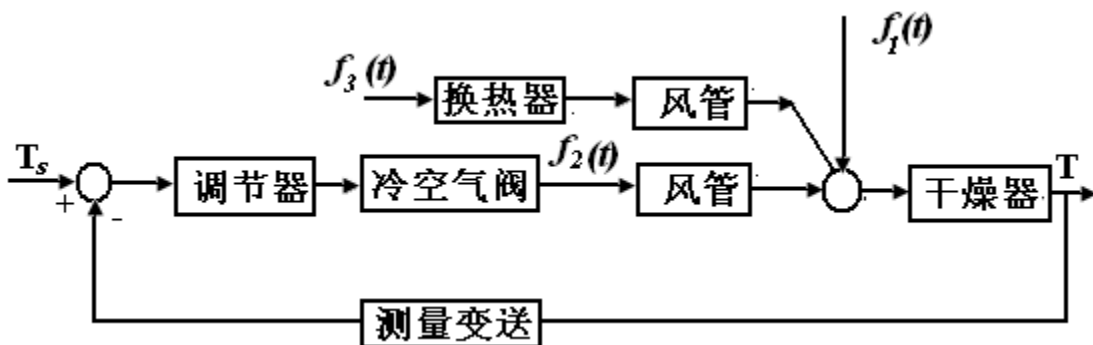 f₁(t)
f₃(t)
换热器
风管
Tₛ
+
-
调节器
冷空气阀
f₂(t)
风管
干燥器
T
测量变送